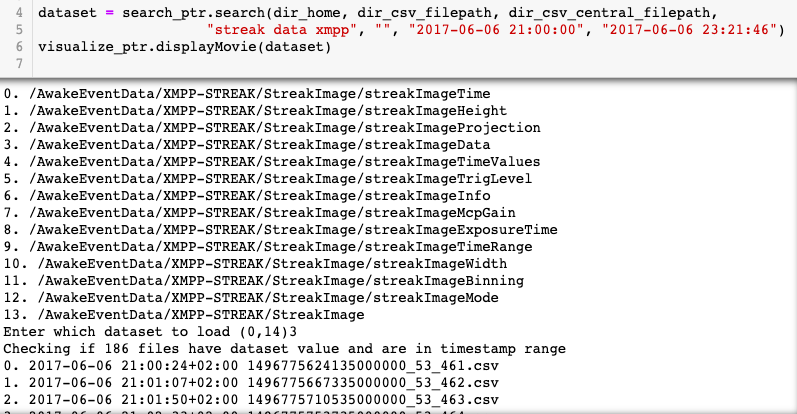 4 dataset = search_ptr.search(dir_home, dir_csv_filepath, dir_csv_central_filepath,
5 "streak data xmpp", "", "2017-06-06 21:00:00", "2017-06-06 23:21:46")
6 visualize_ptr.displayMovie(dataset)
7
0. /AwakeEventData/XMPP-STREAK/StreakImage/streakImageTime
1. /AwakeEventData/XMPP-STREAK/StreakImage/streakImageHeight
2. /AwakeEventData/XMPP-STREAK/StreakImage/streakImageProjection
3. /AwakeEventData/XMPP-STREAK/StreakImage/streakImageData
4. /AwakeEventData/XMPP-STREAK/StreakImage/streakImageTimeValues
5. /AwakeEventData/XMPP-STREAK/StreakImage/streakImageTrigLevel
6. /AwakeEventData/XMPP-STREAK/StreakImage/streakImageInfo
7. /AwakeEventData/XMPP-STREAK/StreakImage/streakImageMcpGain
8. /AwakeEventData/XMPP-STREAK/StreakImage/streakImageExposureTime
9. /AwakeEventData/XMPP-STREAK/StreakImage/streakImageTimeRange
10. /AwakeEventData/XMPP-STREAK/StreakImage/streakImageWidth
11. /AwakeEventData/XMPP-STREAK/StreakImage/streakImageBinning
12. /AwakeEventData/XMPP-STREAK/StreakImage/streakImageMode
13. /AwakeEventData/XMPP-STREAK/StreakImage
Enter which dataset to load (0,14)3
Checking if 186 files have dataset value and are in timestamp range
0. 2017-06-06 21:00:24+02:00 1496775624135000000_53_461.csv
1. 2017-06-06 21:01:07+02:00 1496775667335000000_53_462.csv
2. 2017-06-06 21:01:50+02:00 1496775710535000000_53_463.csv